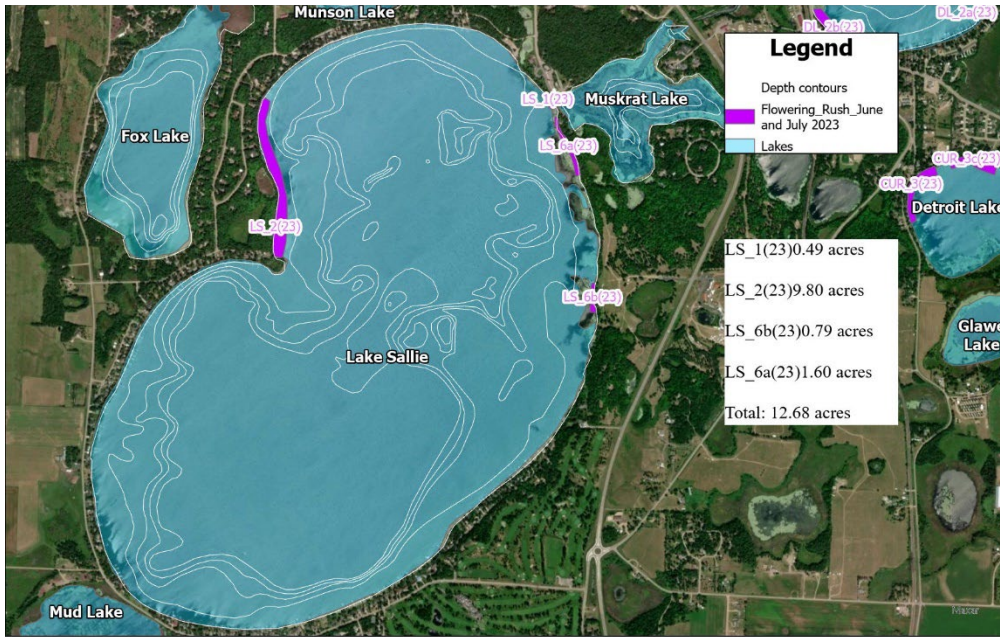 Munson Lake
DL_2b(23)
DL_2a(23)
Legend
Depth contours
Flowering_Rush_June
and July 2023
Lakes
LS_1(23)
Muskrat Lake
Fox Lake
LS_6a(23)
CUR_3c(23)
CUR_3(23)
Detroit Lake
LS_2(23)
LS_1(23)0.49 acres
LS_2(23)9.80 acres
LS_6b(23)
LS_6b(23)0.79 acres
Lake Sallie
LS_6a(23)1.60 acres
Total: 12.68 acres
Lake
Mud Lake
Maxar